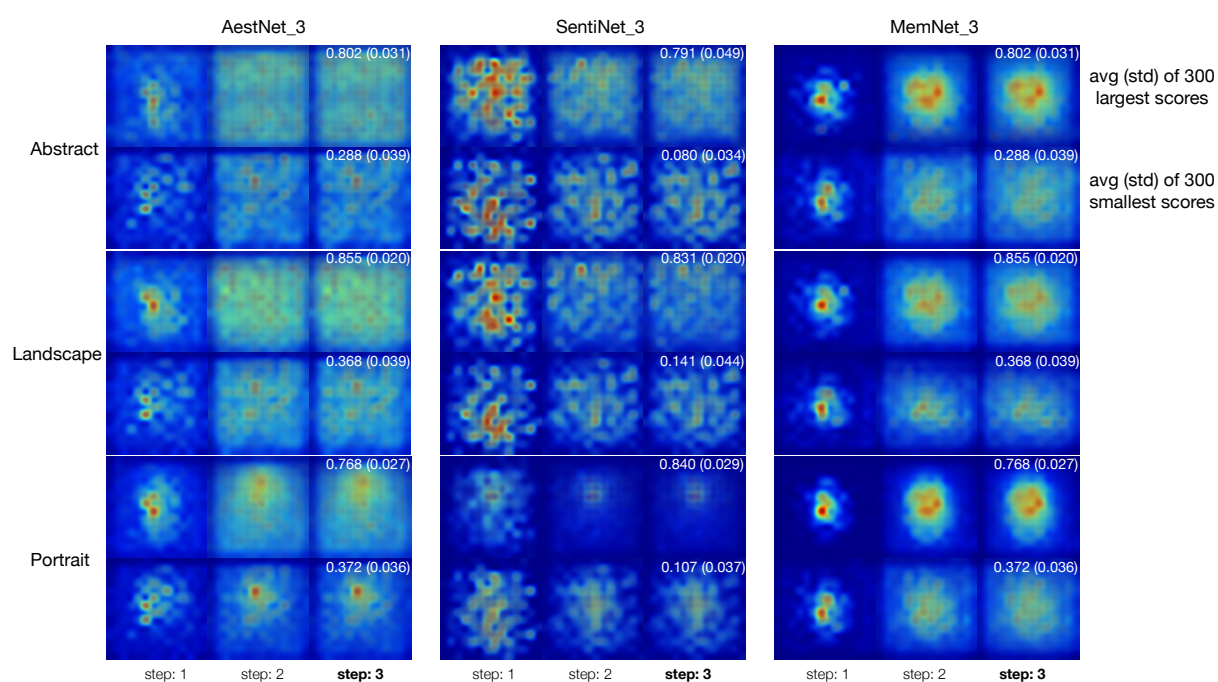 AestNet_3 SentiNet_3 MemNet_3
0.802 (0.031) 0.791 (0.049) 0.802 (0.031)
avg (std) of 300
largest scores
Abstract
0.288 (0.039) 0.080 (0.034) 0.288 (0.039)
avg (std) of 300
smallest scores
0.855 (0.020) 0.831 (0.020) 0.855 (0.020)
Landscape
0.368 (0.039) 0.141 (0.044) 0.368 (0.039)
0.768 (0.027) 0.840 (0.029) 0.768 (0.027)
Portrait
0.372 (0.036) 0.107 (0.037) 0.372 (0.036)
step: 1 step: 2 step: 3 step: 1 step: 2 step: 3 step: 1 step: 2 step: 3